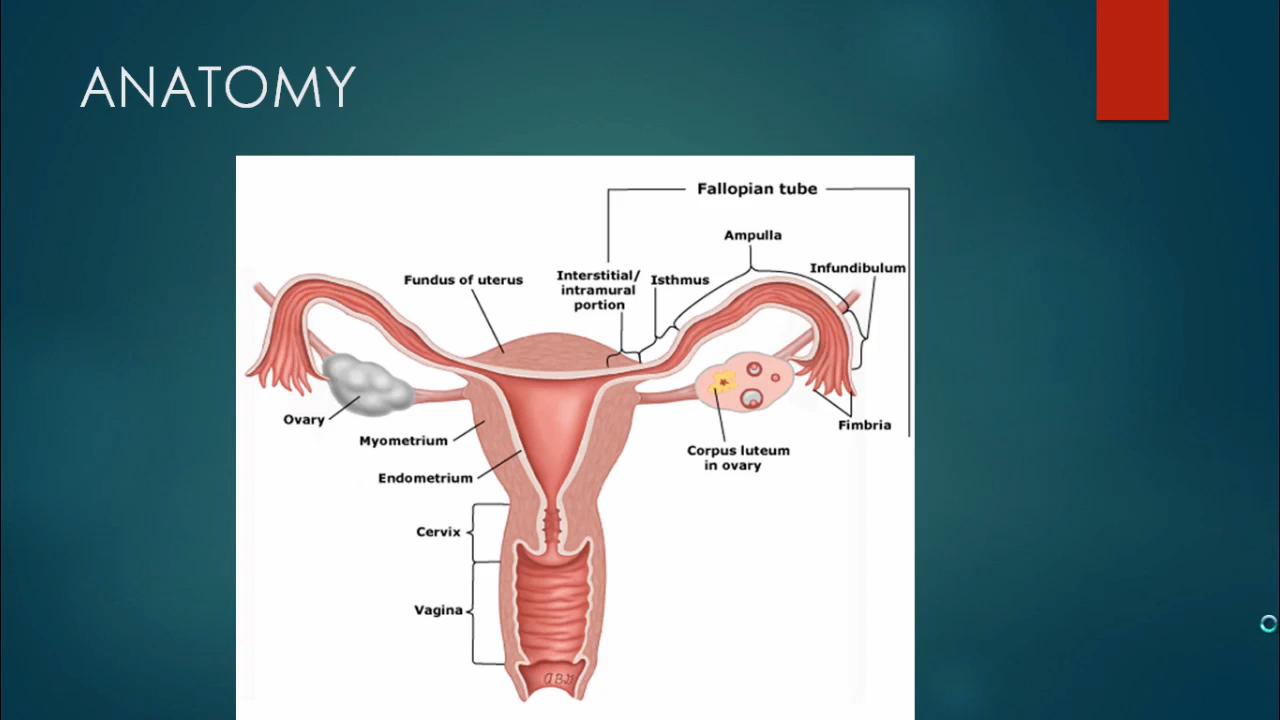 ANATOMY
Fallopian tube
Ampulla
Infundibulum
Fundus of uterus
Interstitial/
intramural
portion
Isthmus
Ovary
Myometrium
Endometrium
Corpus luteum
in ovary
Fimbria
Cervix
Vagina